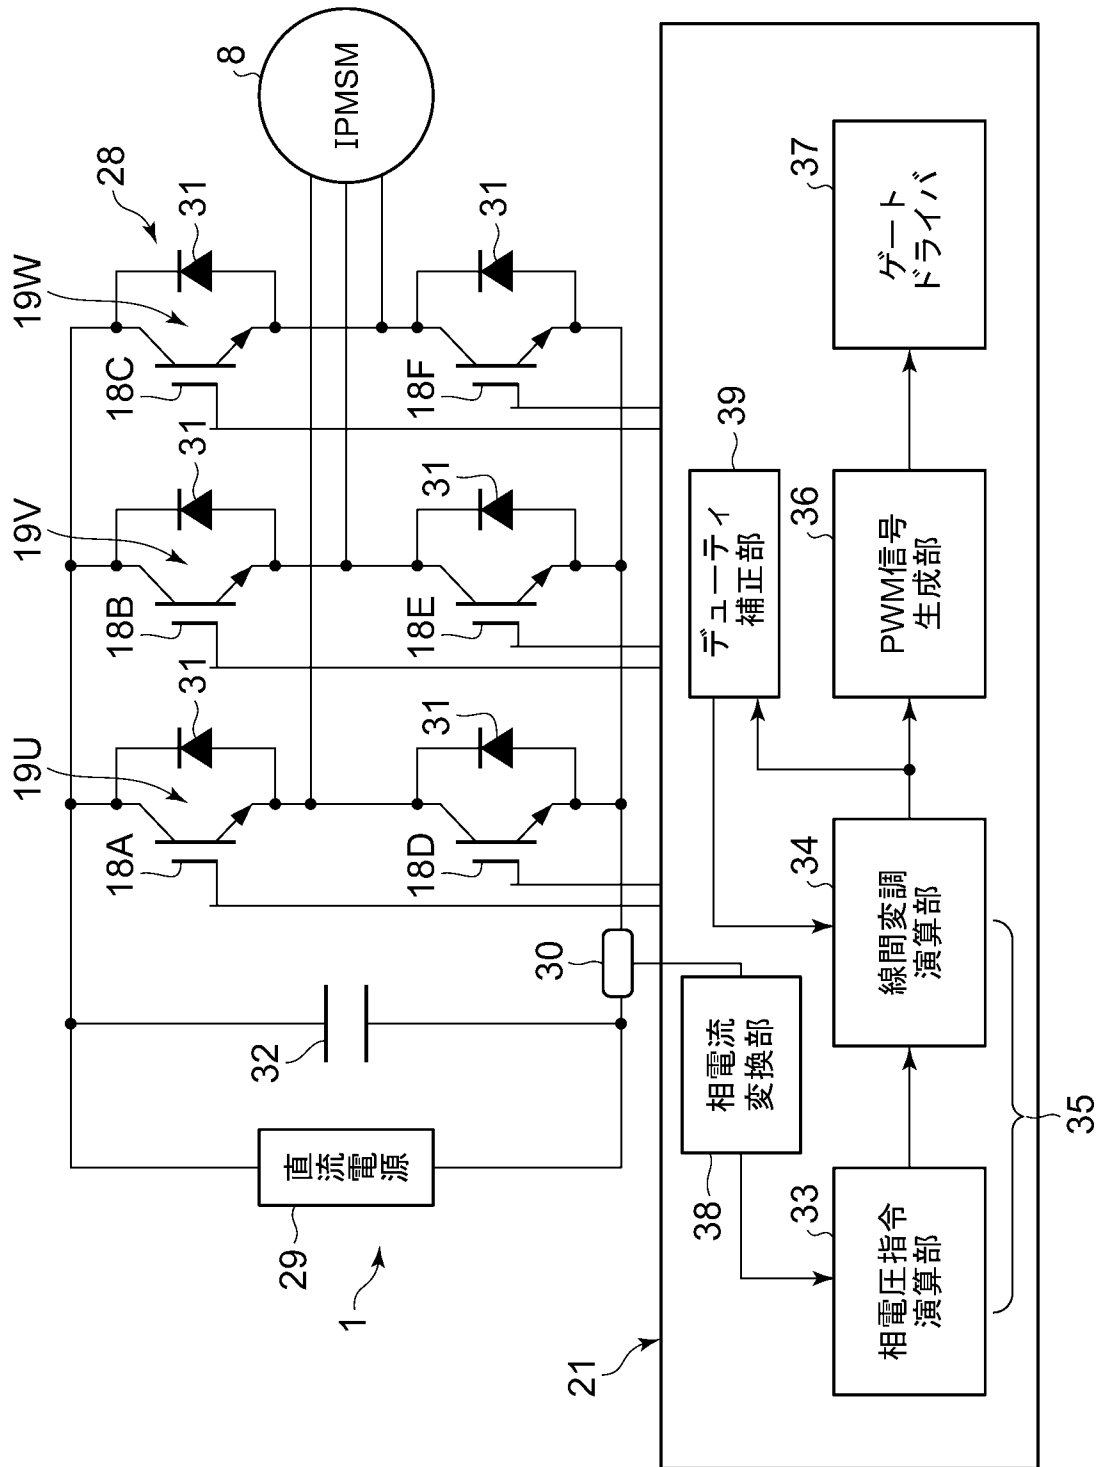 1
29
直流電源
32
30
19U
19V
19W
28
18A
31
18B
31
18C
31
18D
31
18E
31
18F
31
8
IPMSM
21
38
相電流
変換部
39
デューティ
補正部
33
相電圧指令
演算部
34
線間変調
演算部
35
36
PWM信号
生成部
37
ゲート
ドライバ